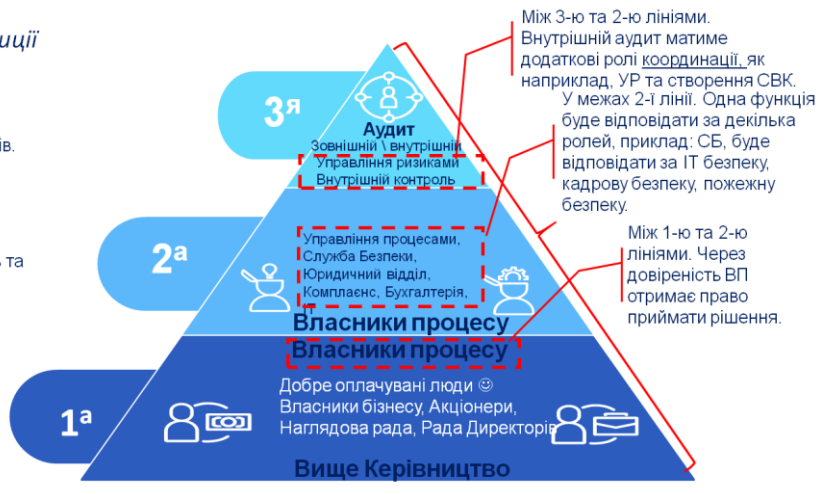 иції
ів.
ь та
3я
Аудит
Зовнішній \ внутрішній
Управління ризиками
Внутрішній контроль
2а
Управління процесами,
Служба Безпеки,
Юридичний відділ,
Комплаєнс, Бухгалтерія,
ІТ
Власники процесу
Власники процесу
1а
Добре оплачувані люди ☺
Власники бізнесу, Акціонери,
Наглядова рада, Рада Директорів
Вище Керівництво
Між 3-ю та 2-ю лініями.
Внутрішній аудит матиме
додаткові ролі координації, як
наприклад, УР та створення СВК.
У межах 2-ї лінії. Одна функція
буде відповідати за декілька
ролей, приклад: СБ, буде
відповідати за ІТ безпеку,
кадрову безпеку, пожежну
безпеку.
Між 1-ю та 2-ю
лініями. Через
довіреність ВП
отримає право
приймати рішення.